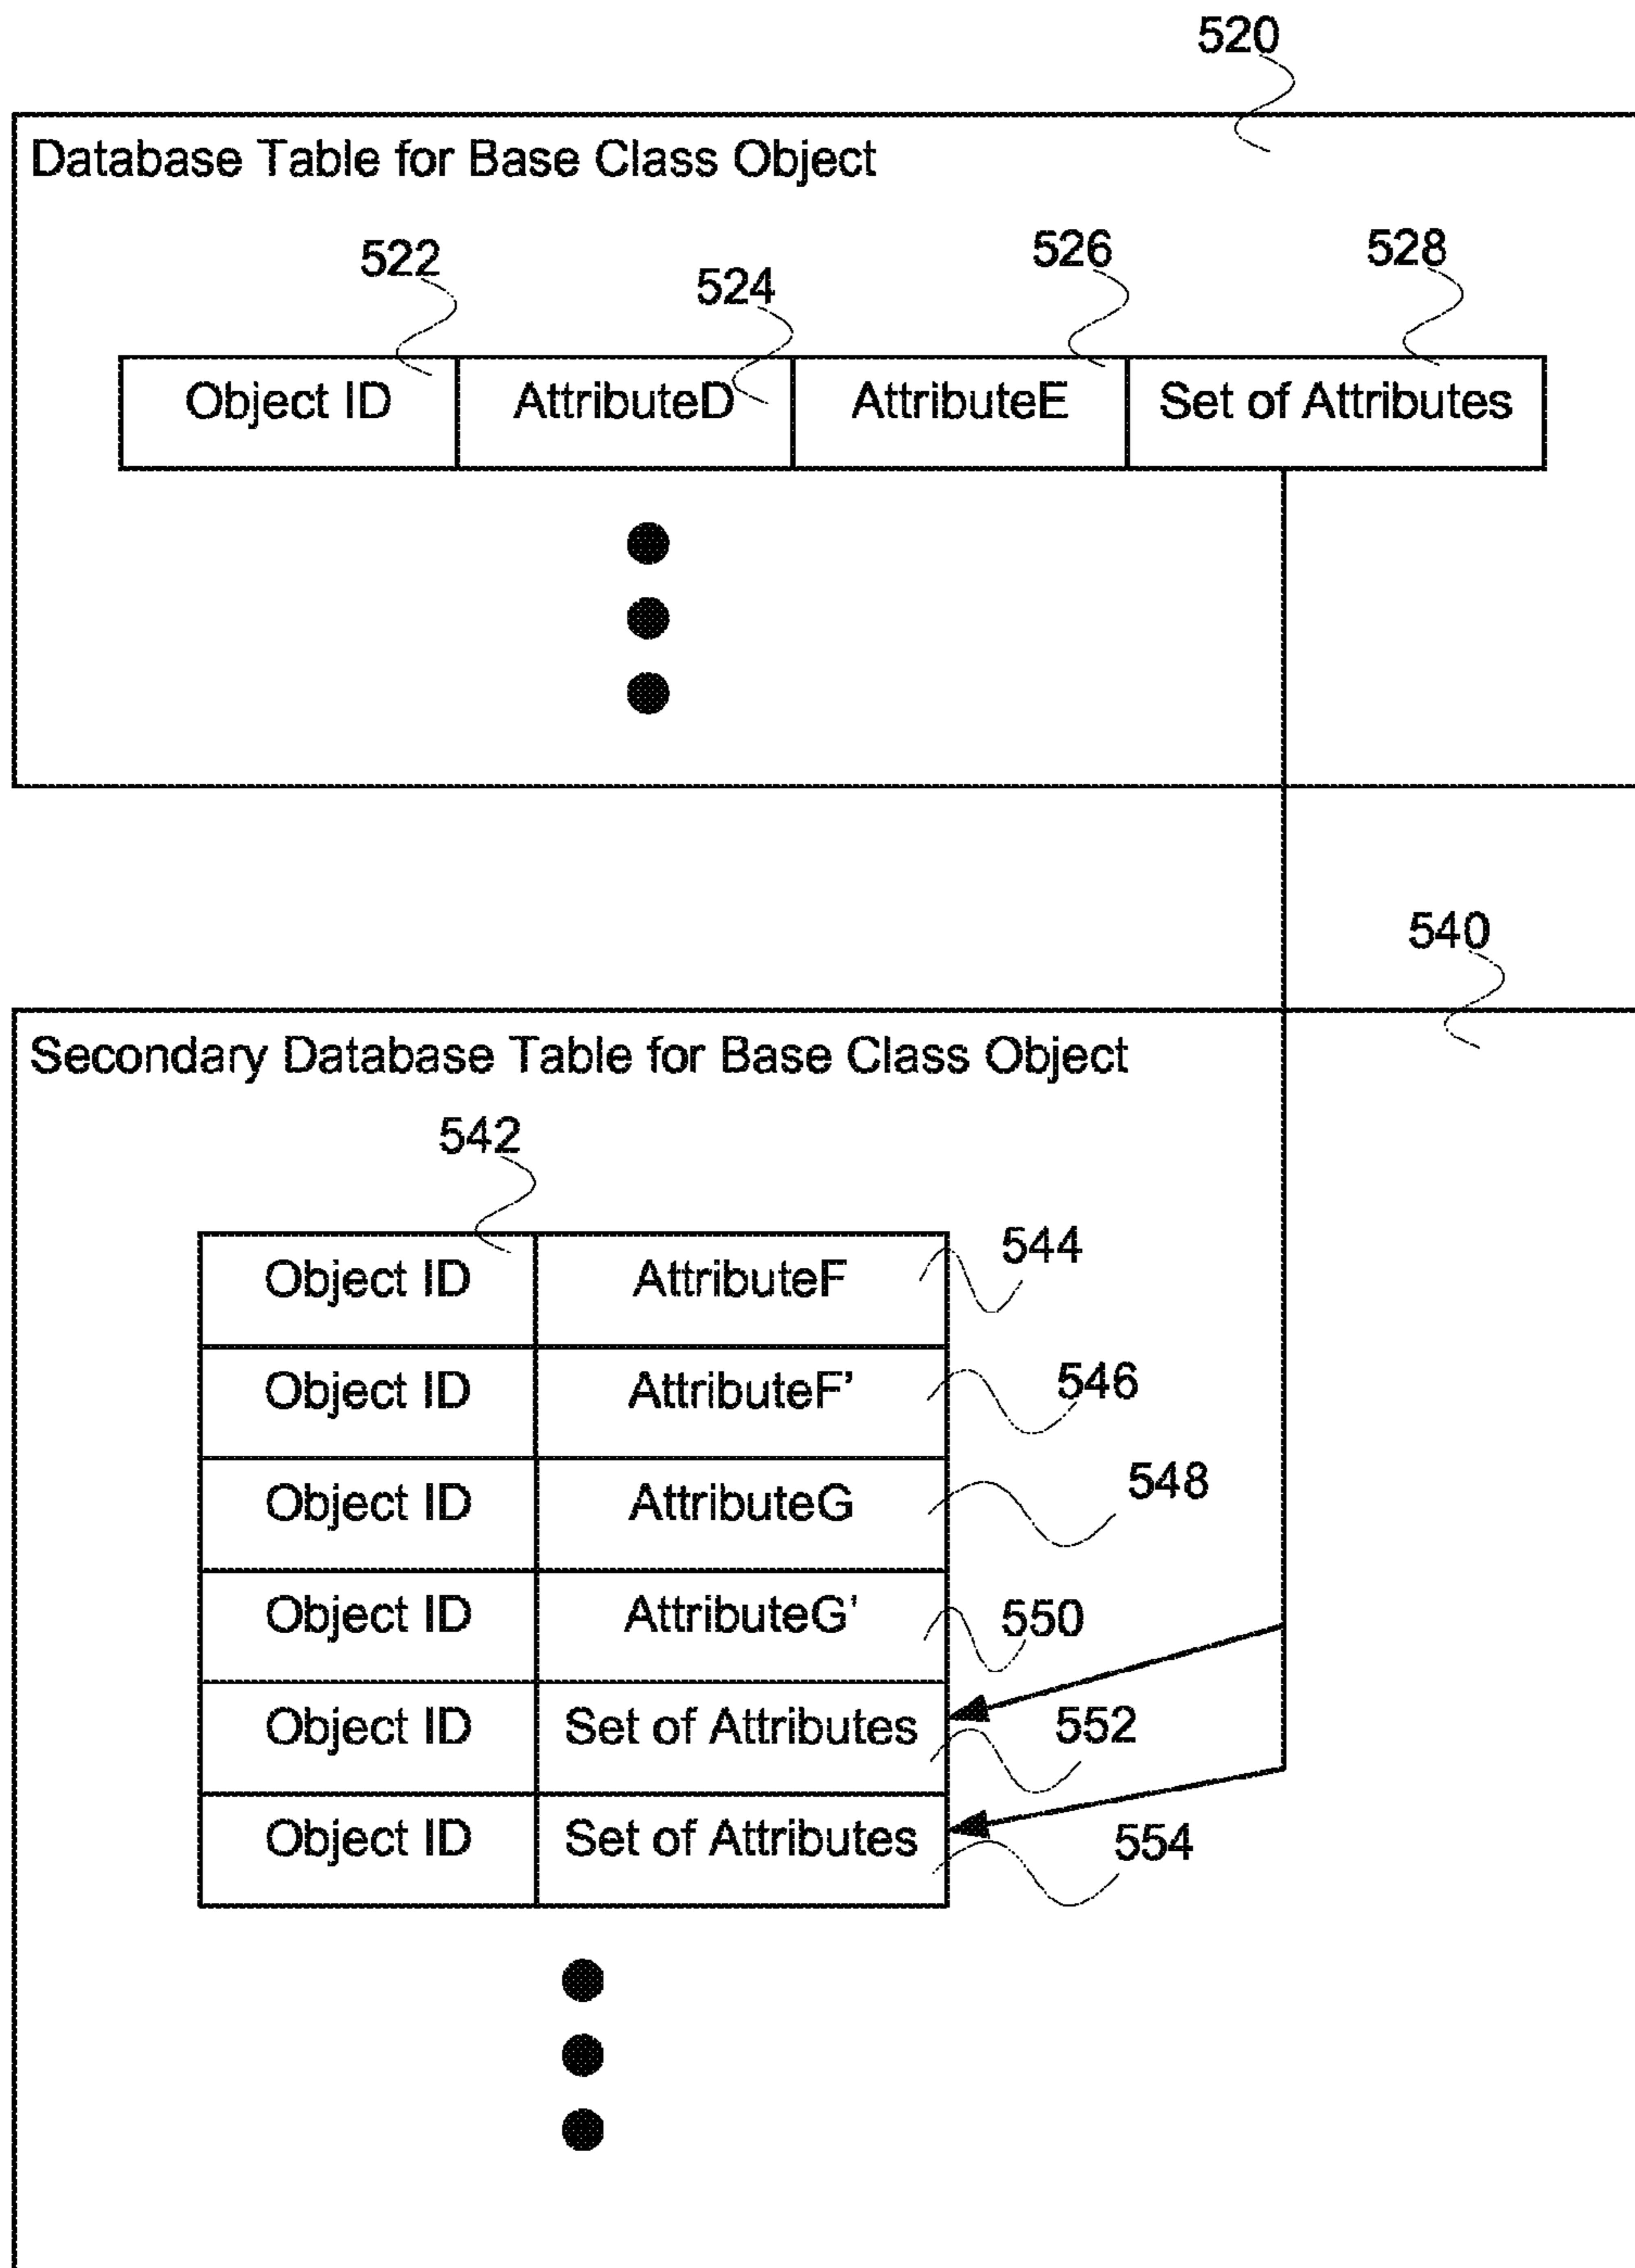 520
Database Table for Base Class Object
522
524
526
528
Object ID AttributeD AttributeE Set of Attributes
540
Secondary Database Table for Base Class Object
542
Object ID AttributeF 544
Object ID AttributeF’ 546
Object ID AttributeG 548
Object ID AttributeG’ 550
Object ID Set of Attributes 552
Object ID Set of Attributes 554